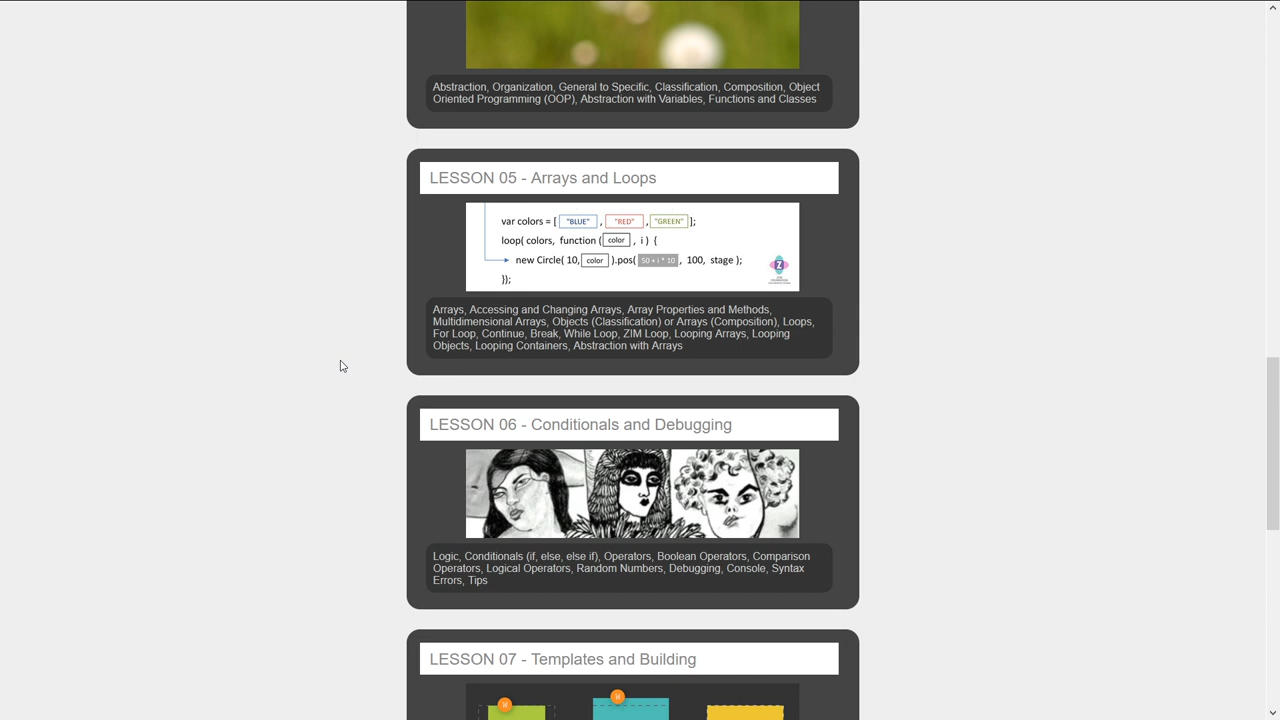 Abstraction, Organization, General to Specific, Classification, Composition, Object
Oriented Programming (OOP), Abstraction with Variables, Functions and Classes
LESSON 05 - Arrays and Loops
var colors = [ "BLUE" , "RED" , "GREEN" ];
loop( colors, function ( color , i ) {
new Circle( 10, color ).pos( 50 + i * 10 , 100, stage );
});
Z
Arrays, Accessing and Changing Arrays, Array Properties and Methods,
Multidimensional Arrays, Objects (Classification) or Arrays (Composition), Loops,
For Loop, Continue, Break, While Loop, ZIM Loop, Looping Arrays, Looping
Objects, Looping Containers, Abstraction with Arrays
LESSON 06 - Conditionals and Debugging
Logic, Conditionals (if, else, else if), Operators, Boolean Operators, Comparison
Operators, Logical Operators, Random Numbers, Debugging, Console, Syntax
Errors, Tips
LESSON 07 - Templates and Building